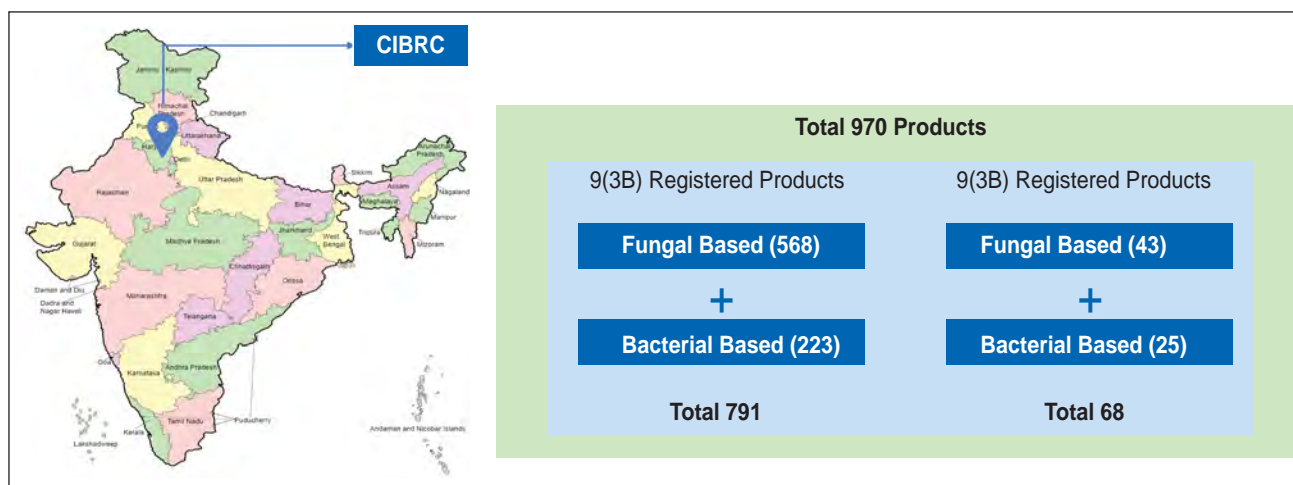 CIBRC
Jammu Kashmir
Himachal
Pradesh
Chandigarh
Uttarakhand
Delhi
Rajasthan
Uttar Pradesh
Bihar
Sikkim
Arunachal
Pradesh
Assam
Nagaland
Meghalaya
Manipur
Tripura
Mizoram
Gujarat
Madhya Pradesh
Jharkhand
West
Bengal
Chhattisgarh
Orissa
Daman and Diu
Dadra and
Nagar Haveli
Maharashtra
Telangana
Goa
Karnataka
Andhra Pradesh
Tamil Nadu
Puducherry
Kerala
Lakshadweep
Andaman and Nicobar Islands
Total 970 Products
9(3B) Registered Products
Fungal Based (568)
+
Bacterial Based (223)
Total 791
9(3B) Registered Products
Fungal Based (43)
+
Bacterial Based (25)
Total 68